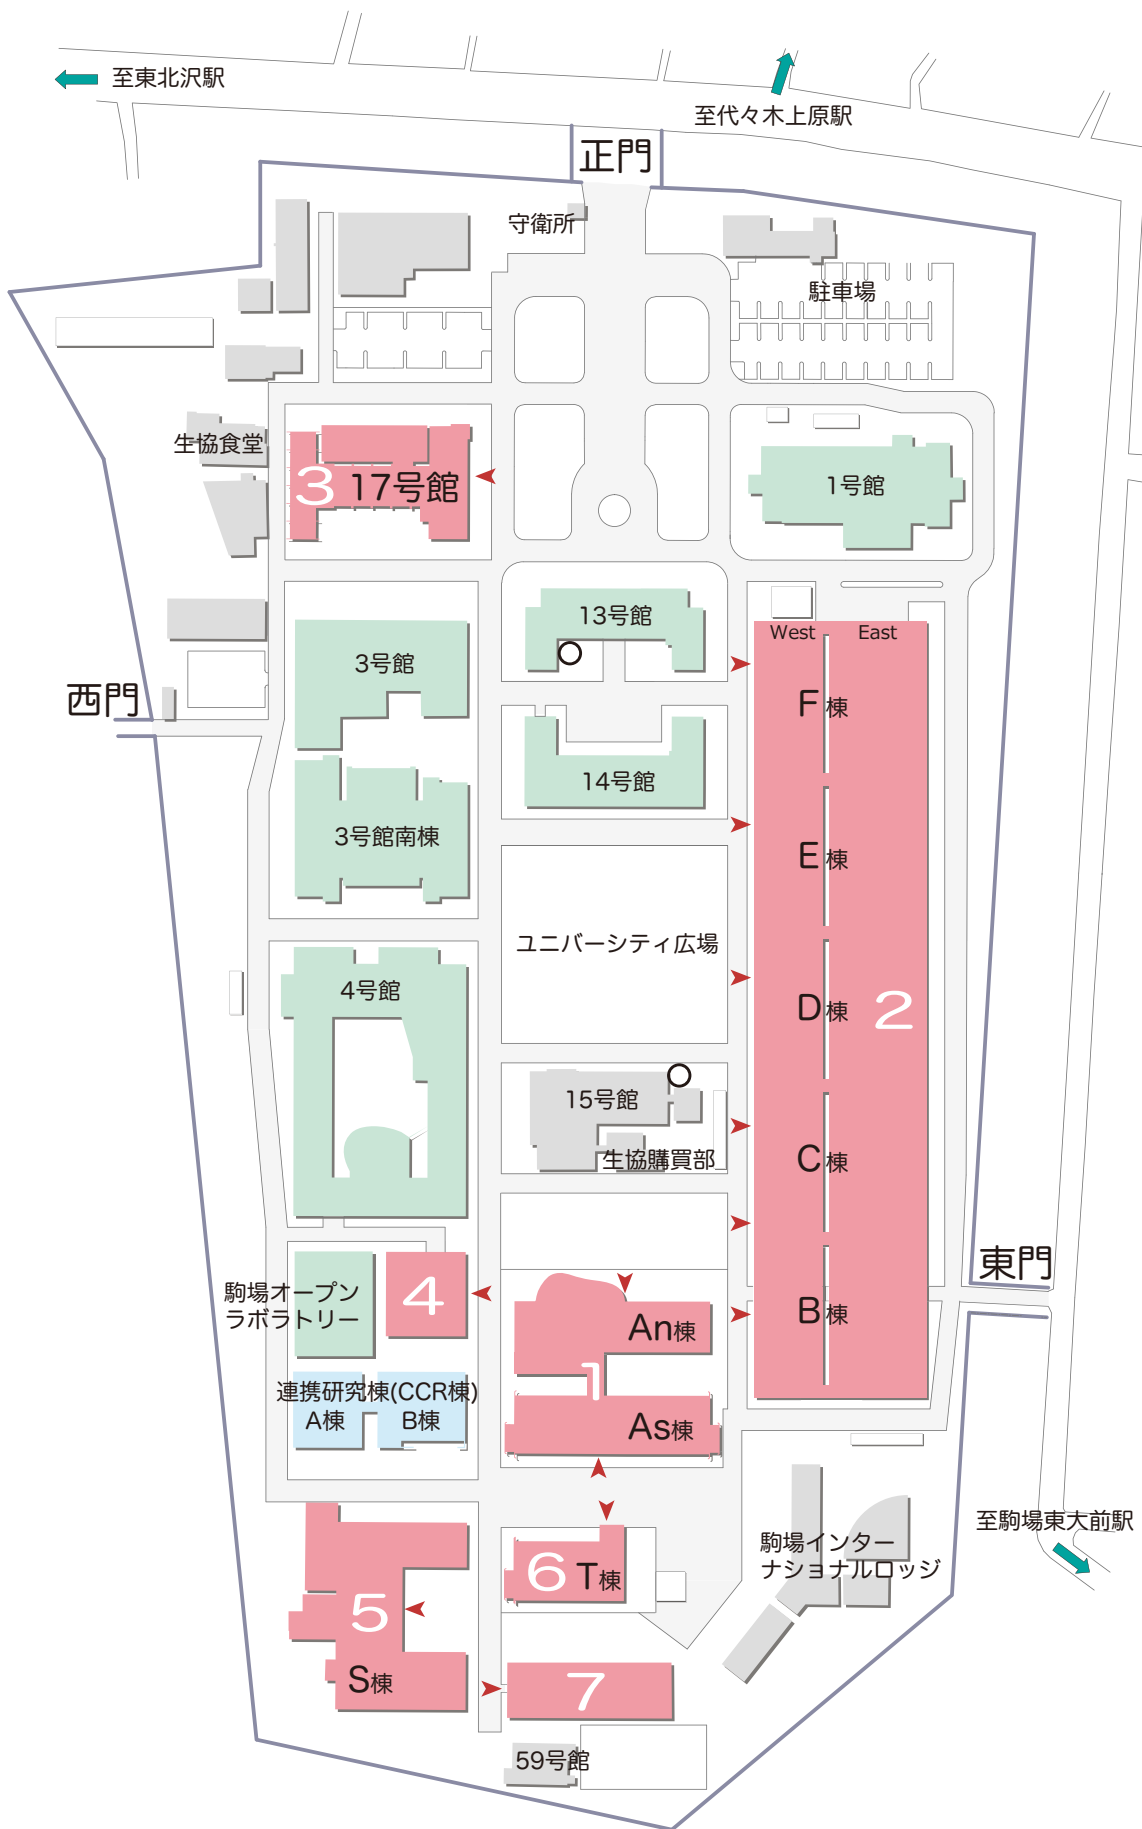 至東北沢駅
至代々木上原駅
正門
守衛所
駐車場
生協食堂
3 17号館
1号館
13号館
West East
3号館
西門
F棟
14号館
3号館南棟
E棟
ユニバーシティ広場
4号館
D棟 2
15号館
生協購買部
C棟
東門
駒場オープン
ラボラトリー
4
An棟
B棟
1
連携研究棟(CCR棟)
A棟 B棟
As棟
至駒場東大前駅
駒場インター
ナショナルロッジ
6 T棟
5
S棟
7
59号館